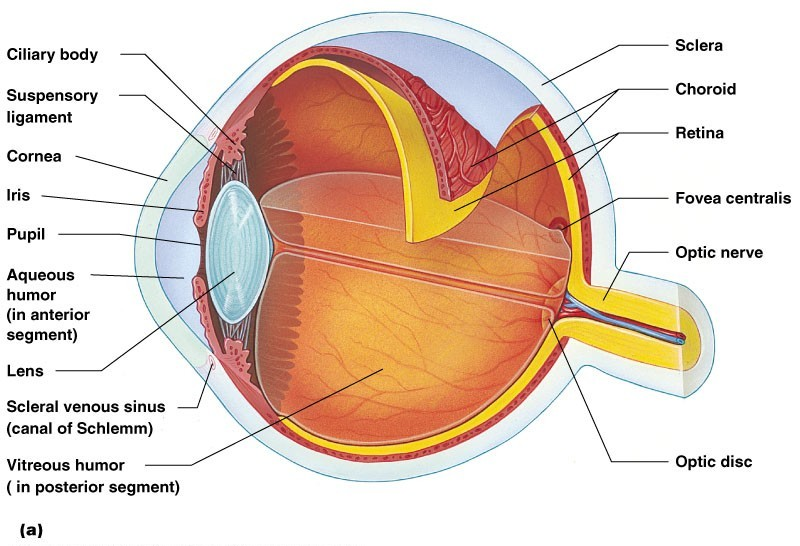 Ciliary body
Suspensory
ligament
Cornea
Iris
Pupil
Aqueous
humor
(in anterior
segment)
Lens
Scleral venous sinus
(canal of Schlemm)
Vitreous humor
( in posterior segment)
Sclera
Choroid
Retina
Fovea centralis
Optic nerve
Optic disc
(a)